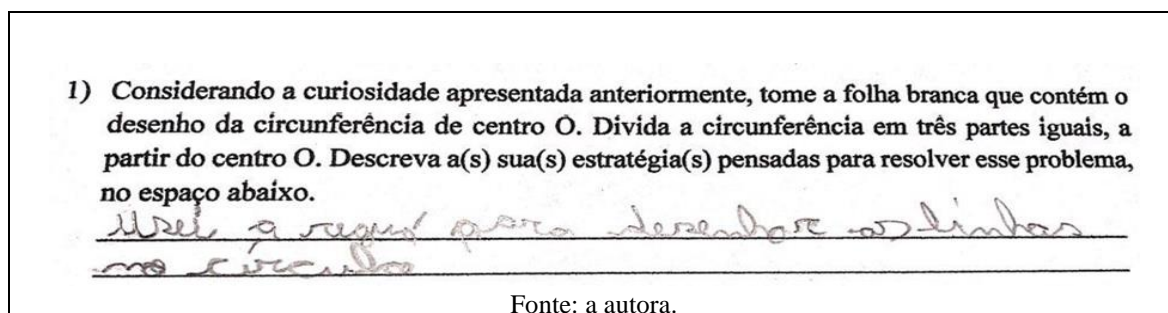 1) Considerando a curiosidade apresentada anteriormente, tome a folha branca que contém o
desenho da circunferência de centro O. Divida a circunferência em três partes iguais, a
partir do centro O. Descreva a(s) sua(s) estratégia(s) pensadas para resolver esse problema,
no espaço abaixo.
Usei a regua para desenhar as linhas
no círculo
Fonte: a autora.